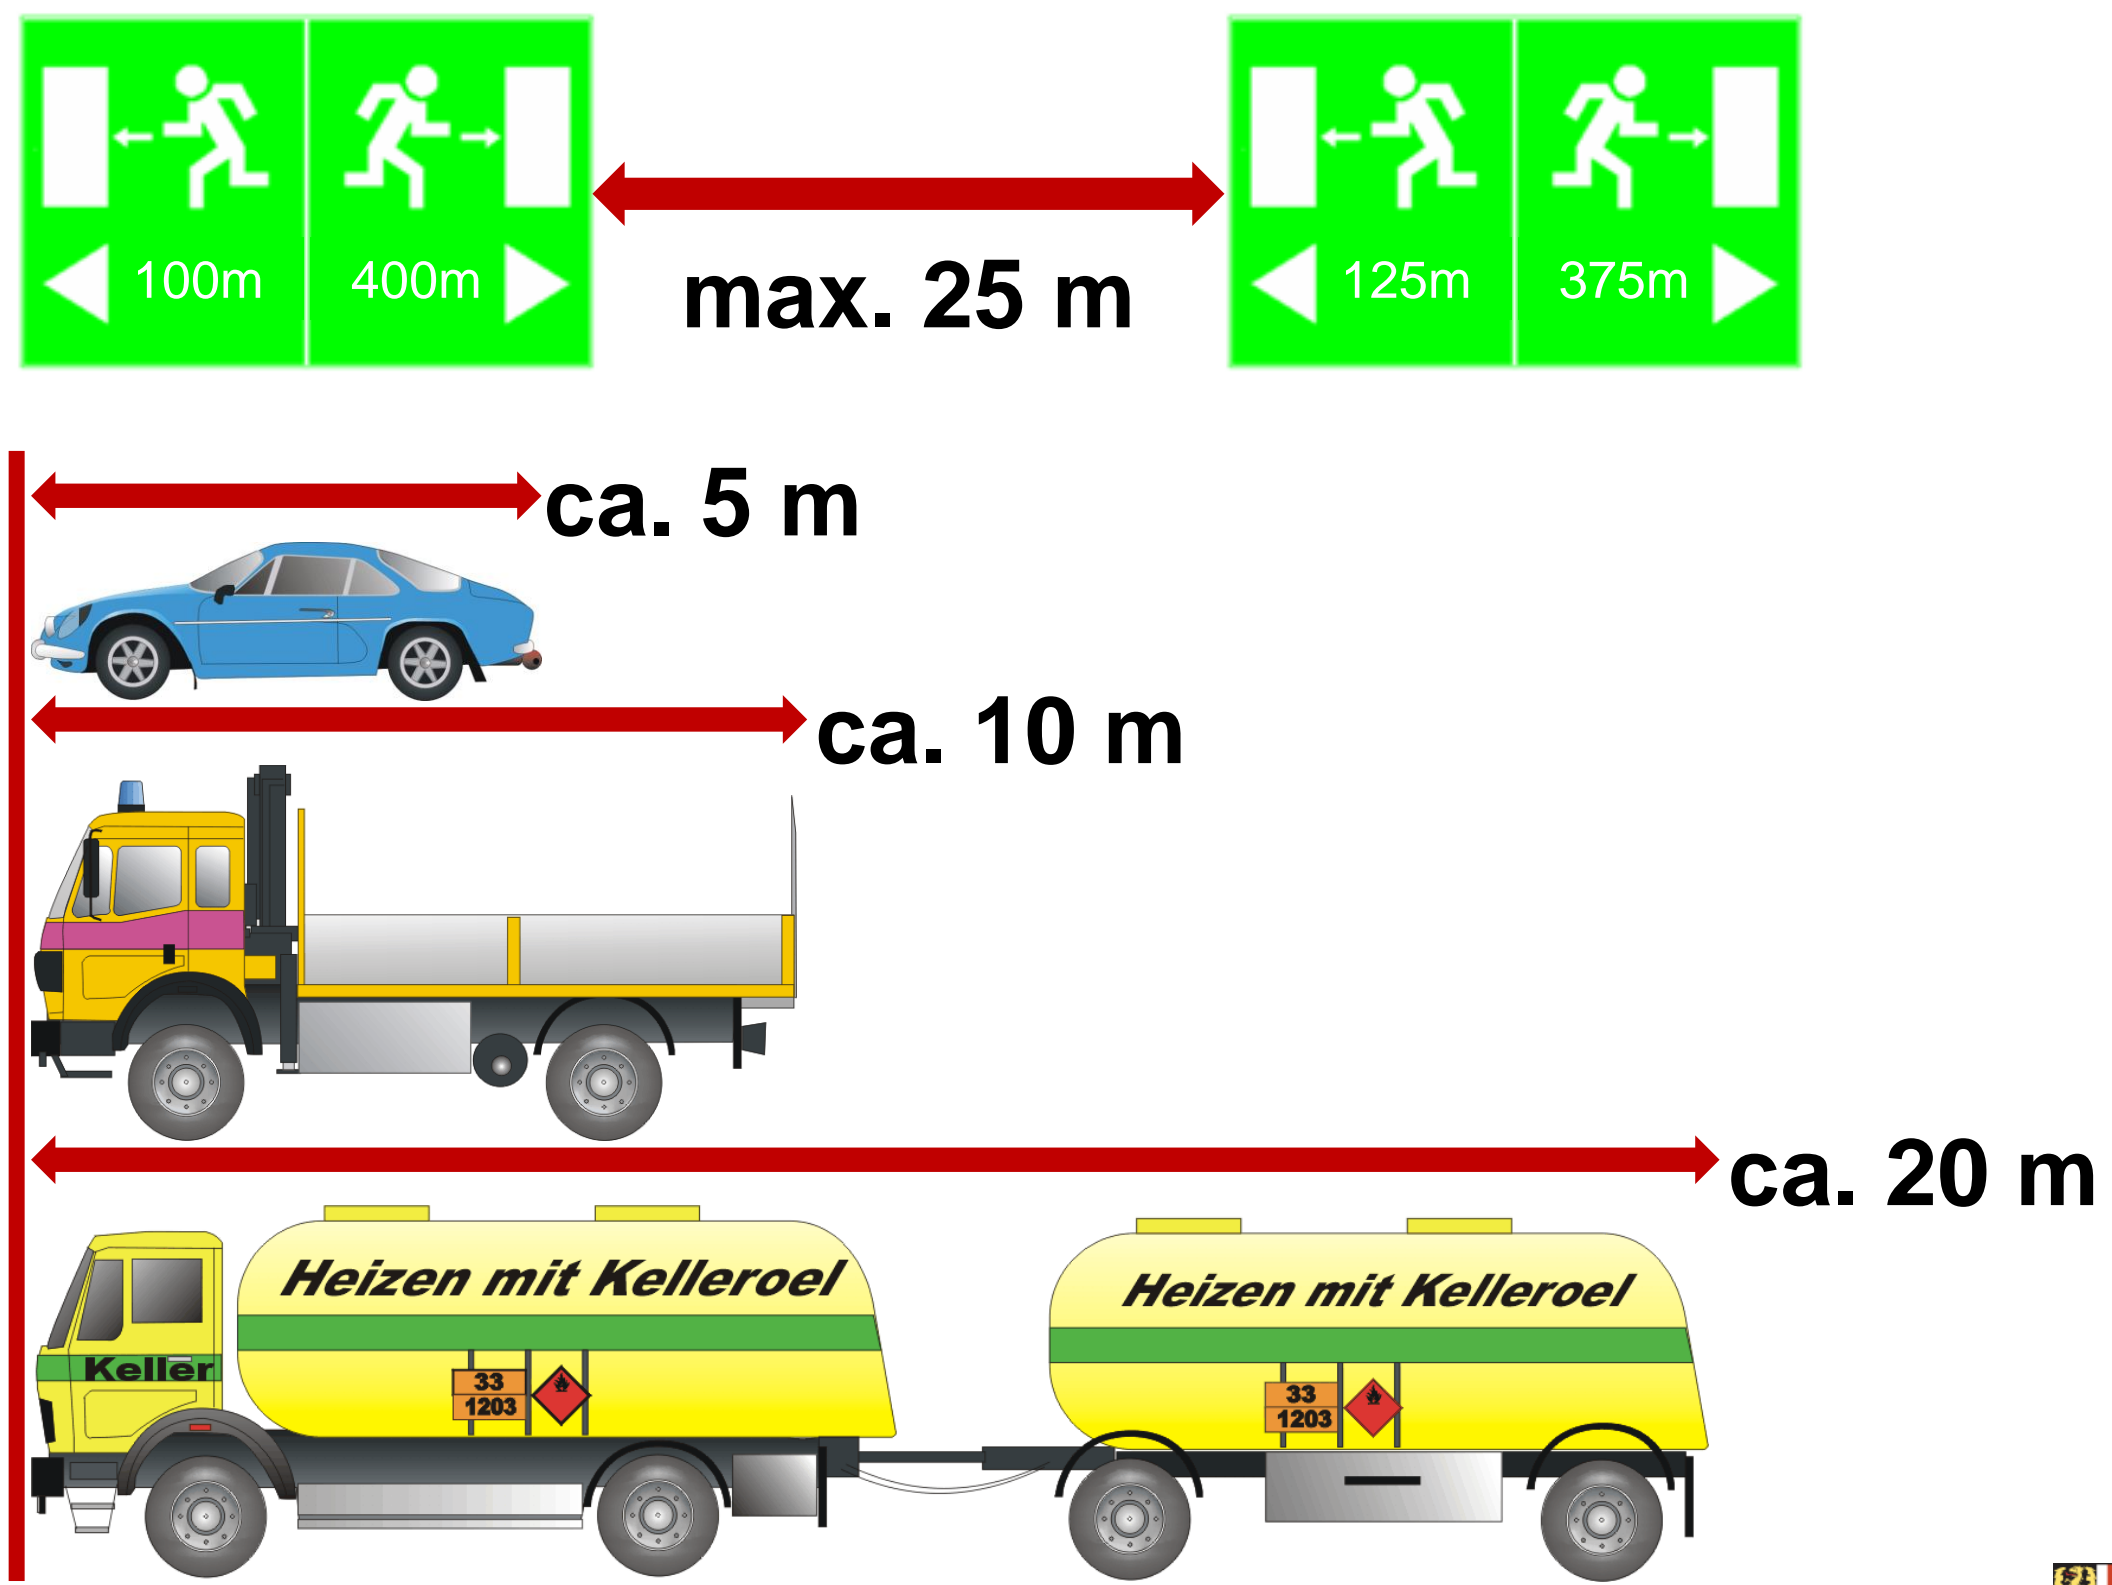 100m 400m
max. 25 m
125m 375m
ca. 5 m
ca. 10 m
ca. 20 m
Heizen mit Kelleroel
Heizen mit Kelleroel
Keller
33
1203
33
1203